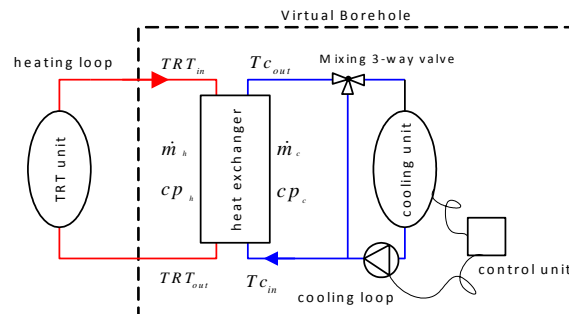 Virtual Borehole
heating loop
TRT_in
Tc_out
Mixing 3-way valve
TRT unit
ṁ_h
cp_h
heat exchanger
ṁ_c
cp_c
cooling unit
TRT_out
Tc_in
cooling loop
control unit